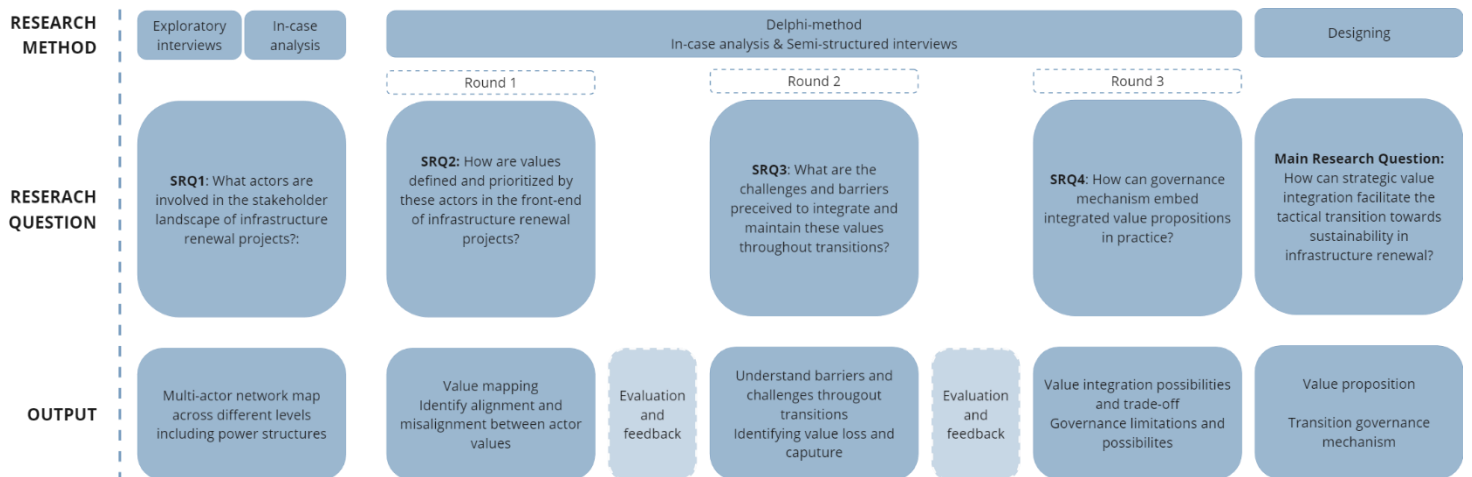 RESEARCH
METHOD
Exploratory
interviews
In-case
analysis
Delphi-method
In-case analysis & Semi-structured interviews
Designing
Round 1
Round 2
Round 3
RESERACH
QUESTION
SRQ1: What actors are
involved in the stakeholder
landscape of infrastructure
renewal projects?:
SRQ2: How are values
defined and prioritized by
these actors in the front-end
of infrastructure renewal
projects?
SRQ3: What are the
challenges and barriers
preceived to integrate and
maintain these values
throughout transitions?
SRQ4: How can governance
mechanism embed
integrated value propositions
in practice?
Main Research Question:
How can strategic value
integration facilitate the
tactical transition towards
sustainability in
infrastructure renewal?
OUTPUT
Multi-actor network map
across different levels
including power structures
Value mapping
Identify alignment and
misalignment between actor
values
Evaluation
and
feedback
Understand barriers and
challenges througout
transitions
Identifying value loss and
caputure
Evaluation
and
feedback
Value integration possibilities
and trade-off
Governance limitations and
possibilites
Value proposition
Transition governance
mechanism